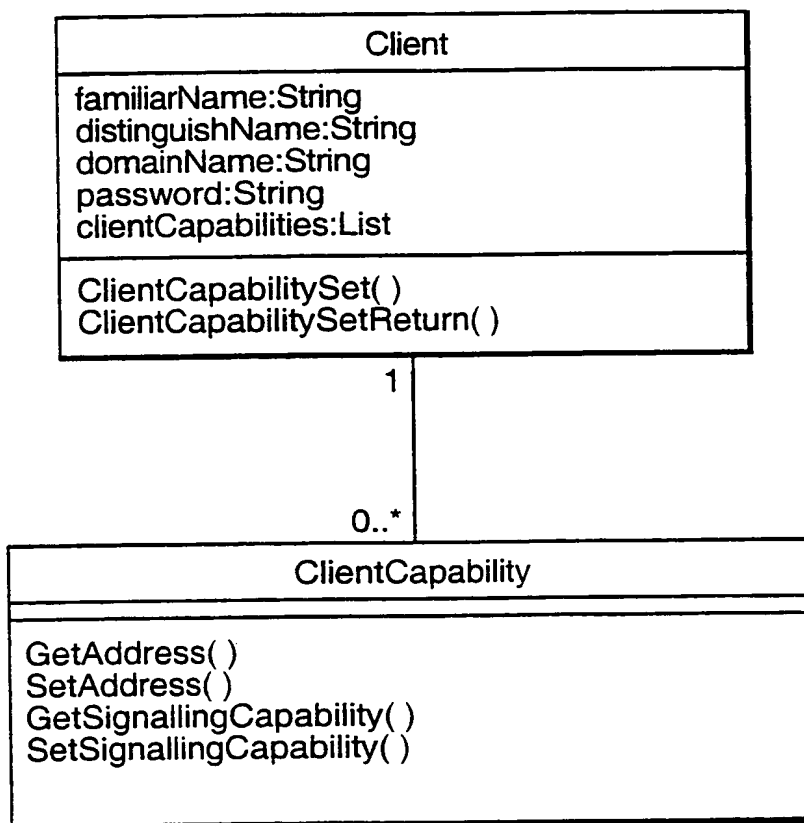 Client
familiarName:String
distinguishName:String
domainName:String
password:String
clientCapabilities:List
ClientCapabilitySet( )
ClientCapabilitySetReturn( )
1
0..*
ClientCapability
GetAddress( )
SetAddress( )
GetSignallingCapability( )
SetSignallingCapability( )